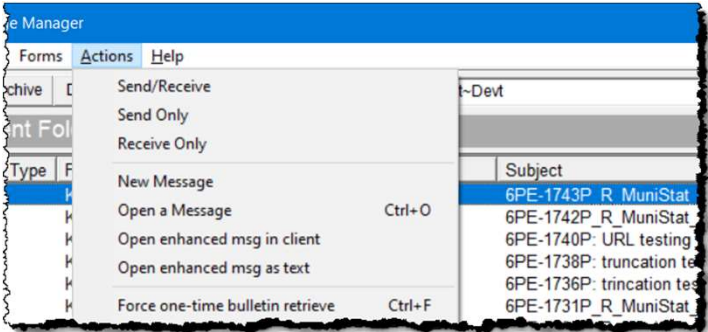 e Manager
Forms Actions Help
chive t~Devt
nt Fol
Type F Subject
Send/Receive
Send Only
Receive Only
New Message
Open a Message Ctrl+O
Open enhanced msg in client
Open enhanced msg as text
Force one-time bulletin retrieve Ctrl+F
6PE-1743P_R_MuniStat
6PE-1742P_R_MuniStat_
6PE-1740P: URL testing
6PE-1738P: truncation te
6PE-1736P: trincation tes
6PE-1731P_R_MuniStat_